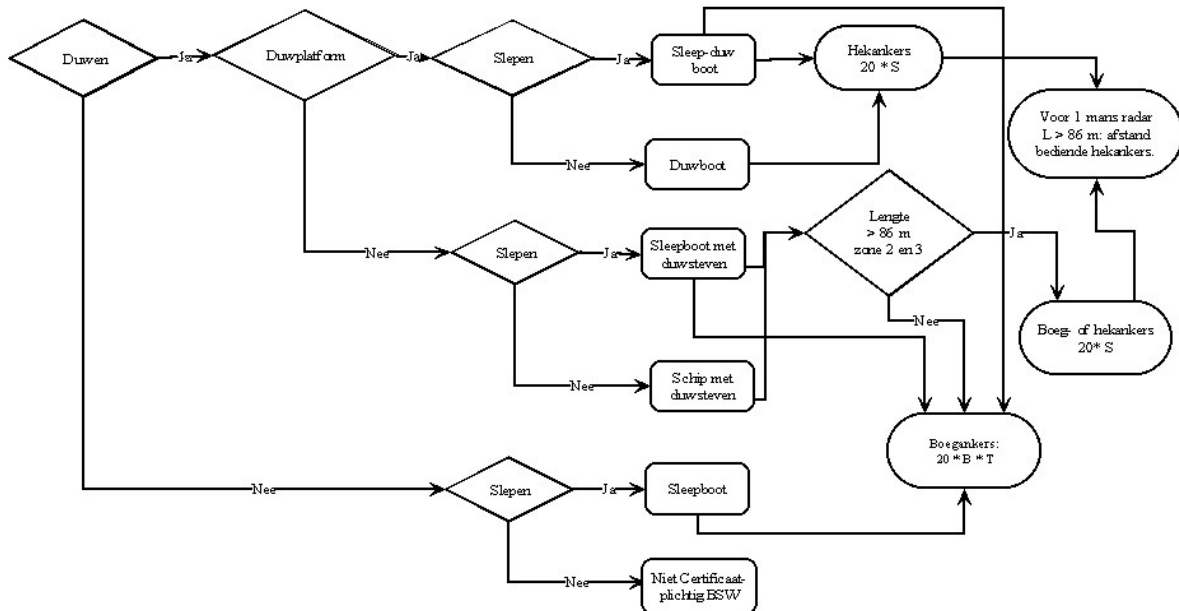 Duwen
Ja
Duwplatform
Ja
Slepen
Ja
Sleep-duw
boot
Hekankers
20 * S
Voor 1 mans radar
L > 86 m: afstand
bediende hekankers.
Nee
Duwboot
Nee
Slepen
Ja
Sleepboot met
duwsteven
Lengte
> 86 m
zone 2 en 3
Ja
Boeg- of hekankers
20* S
Nee
Nee
Schip met
duwsteven
Boegankers:
20 * B * T
Nee
Slepen
Ja
Sleepboot
Nee
Niet Certificaat-
plichtig BSW